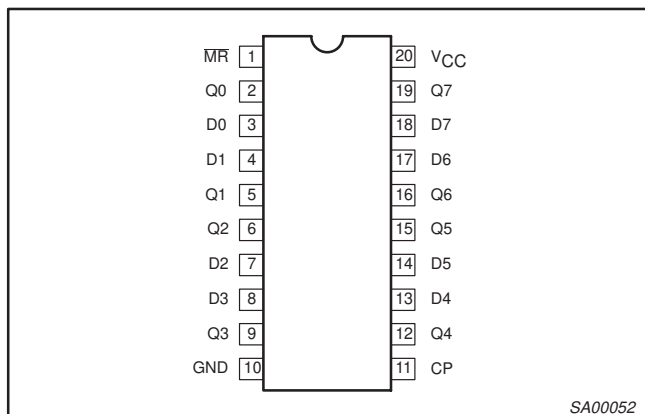 M̅R̅ 1 20 VCC
Q0 2 19 Q7
D0 3 18 D7
D1 4 17 D6
Q1 5 16 Q6
Q2 6 15 Q5
D2 7 14 D5
D3 8 13 D4
Q3 9 12 Q4
GND 10 11 CP
SA00052